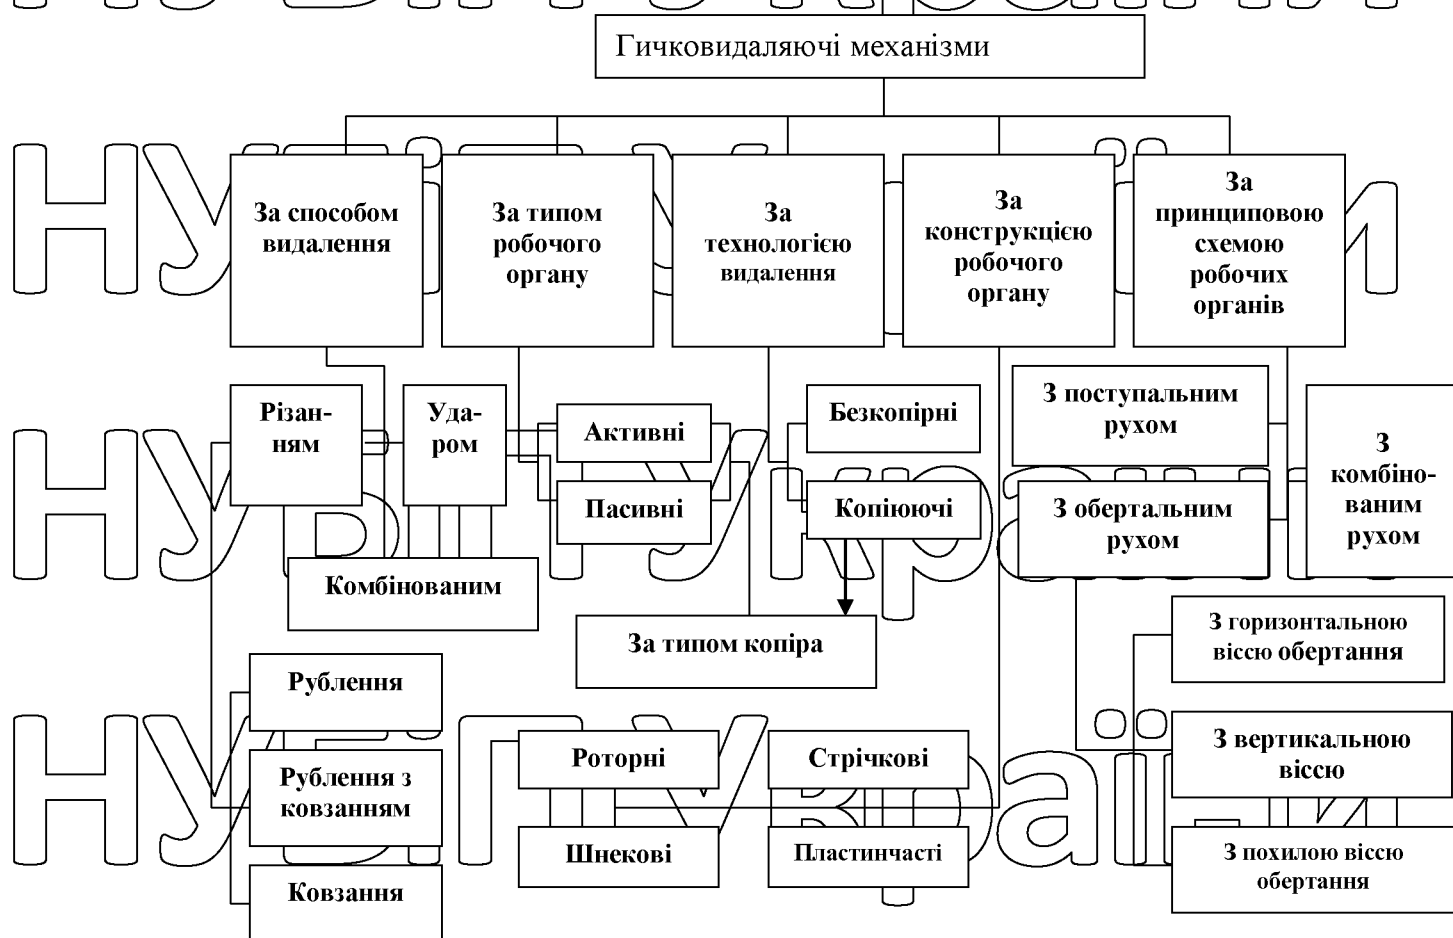 Гичковидаляючі механізми
За способом
видалення
За типом
робочого
органу
За
технологією
видалення
За
конструкцією
робочого
органу
За
принциповою
схемою
робочих
органів
Різан-
ням
Уда-
ром
Активні
Пасивні
Безкопірні
Копіюючі
З поступальним
рухом
З обертальним
рухом
З
комбіно-
ваним
рухом
Комбінованим
За типом копіра
З горизонтальною
віссю обертання
Рублення
Рублення з
ковзанням
Ковзання
Роторні
Стрічкові
Шнекові
Пластинчасті
З вертикальною
віссю
З похилою віссю
обертання